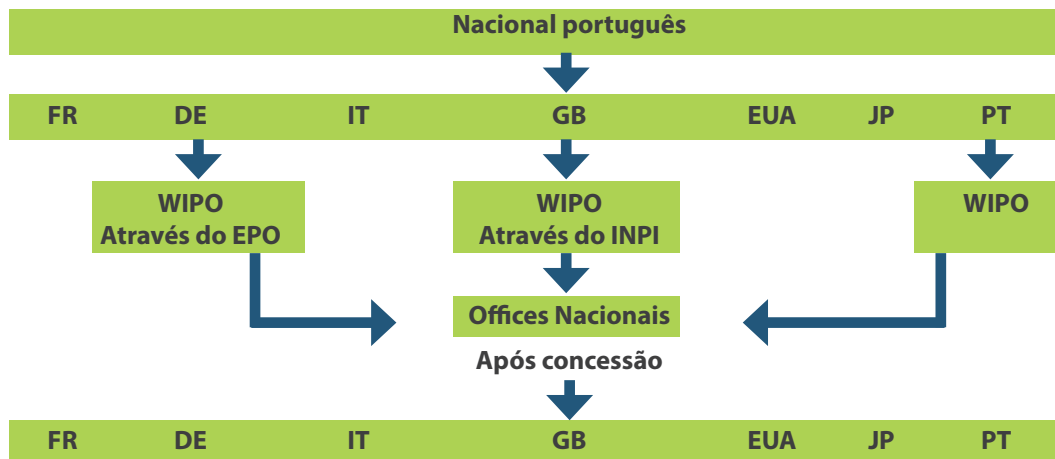 Nacional português
FR DE IT GB EUA JP PT
WIPO
Através do EPO
WIPO
Através do INPI
WIPO
Offices Nacionais
Após concessão
FR DE IT GB EUA JP PT